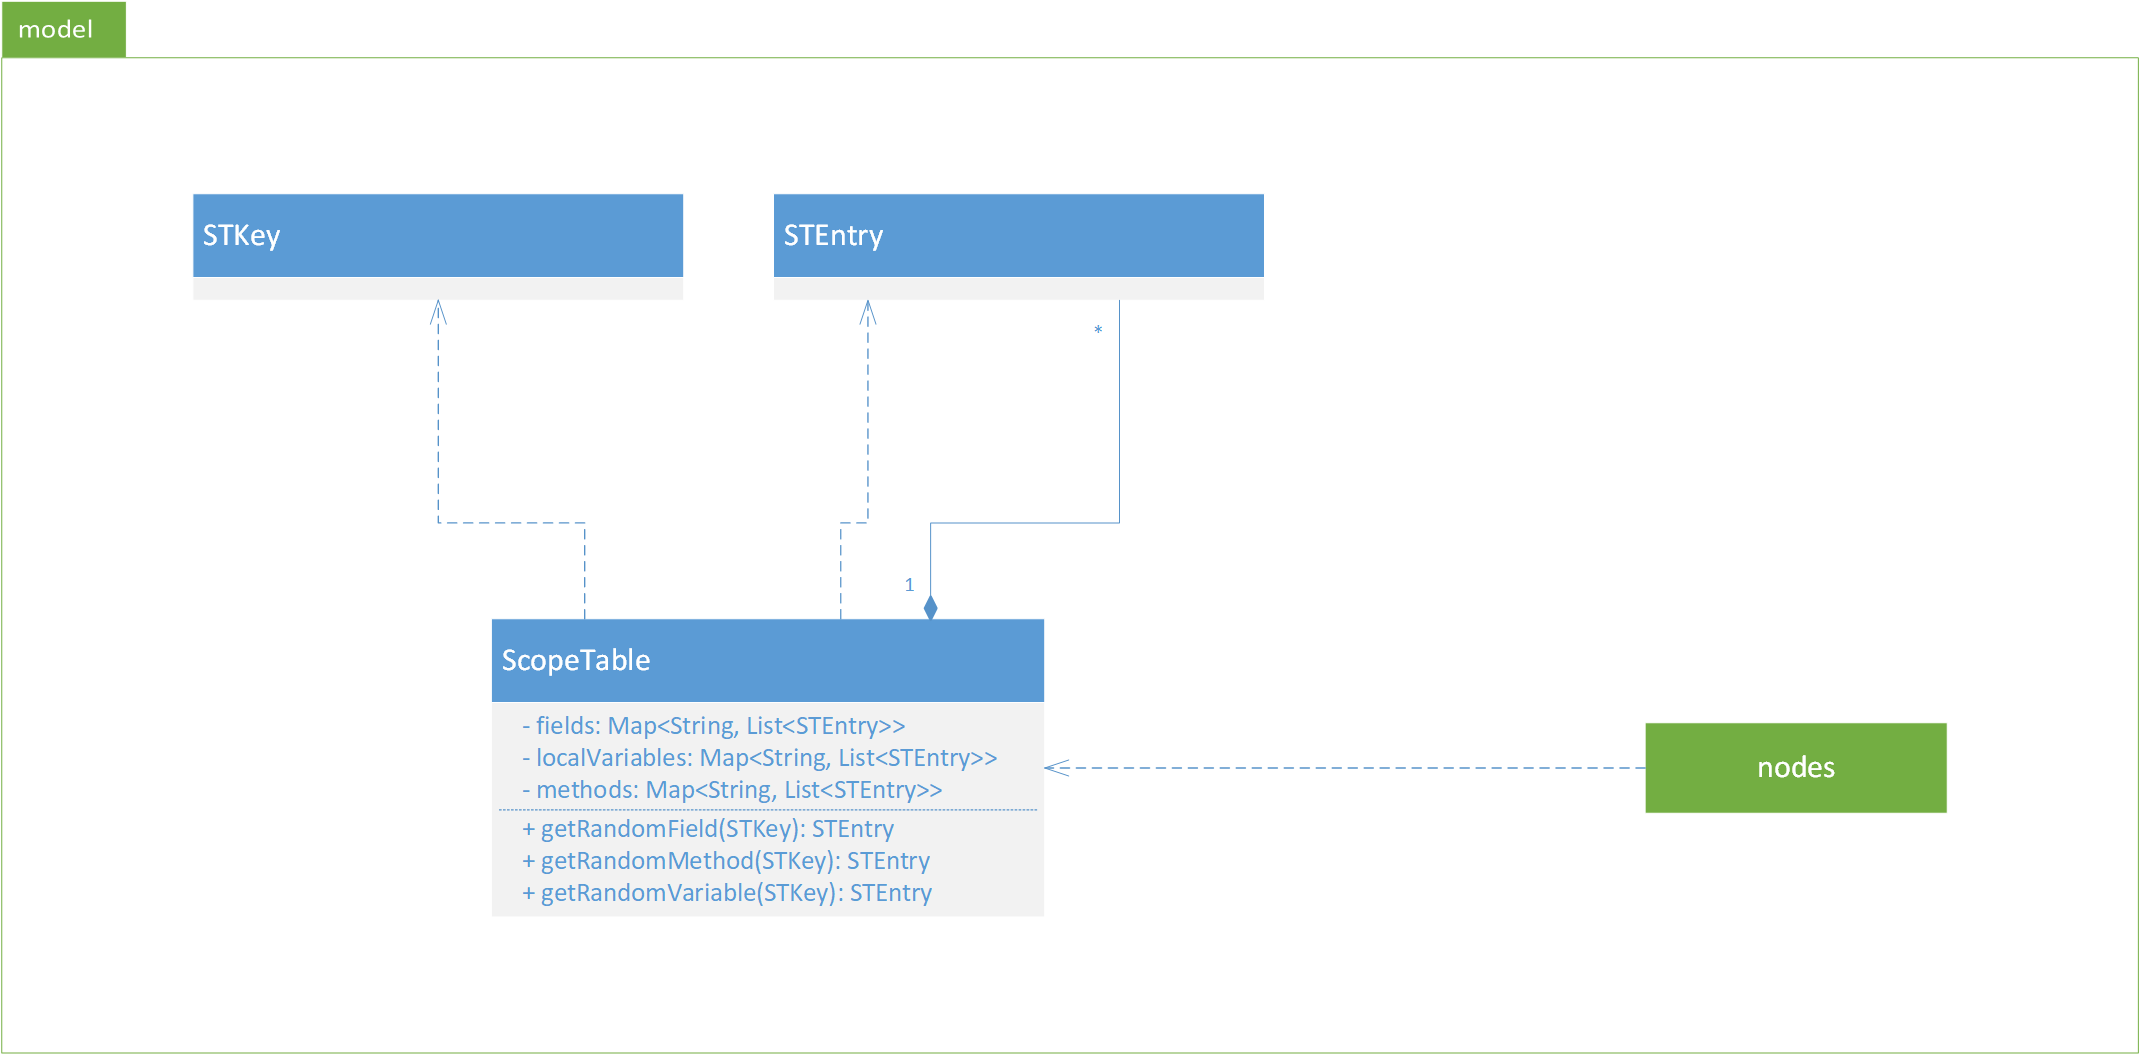 model
STKey
STEntry
*
1
ScopeTable
- fields: Map<String, List<STEntry>>
- localVariables: Map<String, List<STEntry>>
- methods: Map<String, List<STEntry>>
+ getRandomField(STKey): STEntry
+ getRandomMethod(STKey): STEntry
+ getRandomVariable(STKey): STEntry
nodes